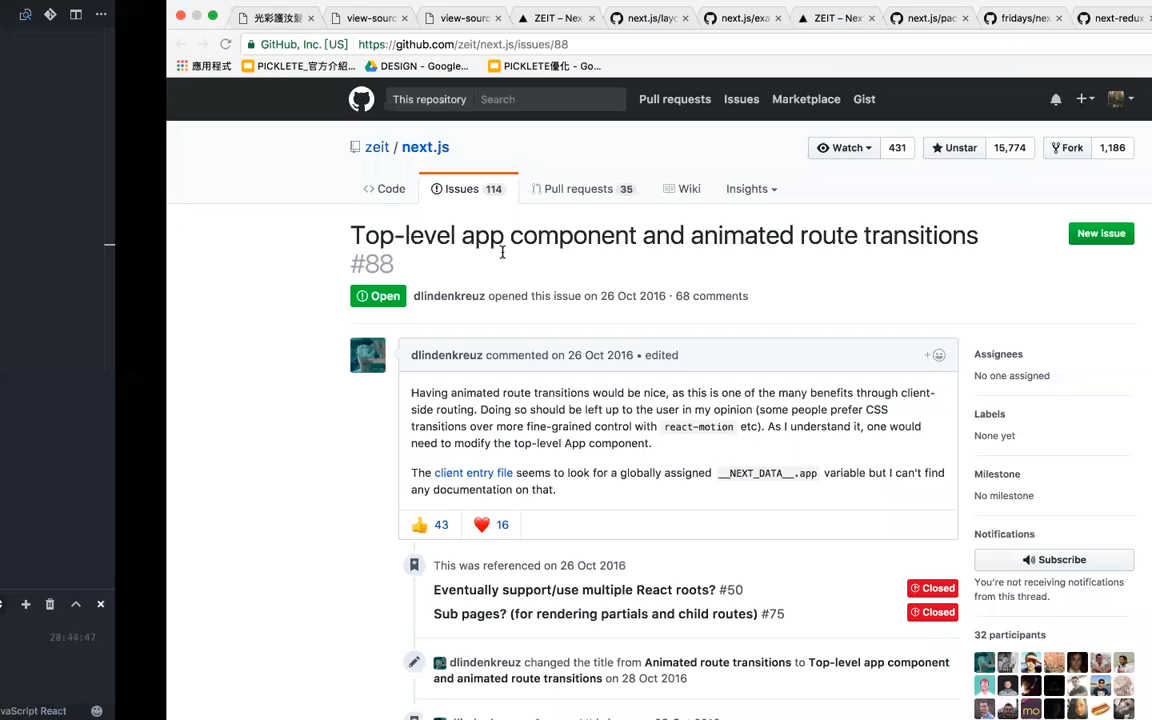 光彩護汝髮
view-sourc
view-sourc
ZEIT – Nex
next.js/layo
next.js/exa
ZEIT – Nex
next.js/pac
fridays/nex
next-redux
GitHub, Inc. [US]
https://github.com/zeit/next.js/issues/88
應用程式
PICKLETE_官方介紹...
DESIGN - Google...
PICKLETE優化 - Go...
This repository
Search
Pull requests
Issues
Marketplace
Gist
zeit / next.js
Watch
431
Unstar
15,774
Fork
1,186
Code
Issues 114
Pull requests 35
Wiki
Insights
Top-level app component and animated route transitions
#88
New issue
Open
dlindenkreuz opened this issue on 26 Oct 2016 · 68 comments
dlindenkreuz commented on 26 Oct 2016 • edited
Having animated route transitions would be nice, as this is one of the many benefits through client-
side routing. Doing so should be left up to the user in my opinion (some people prefer CSS
transitions over more fine-grained control with react-motion etc). As I understand it, one would
need to modify the top-level App component.
The client entry file seems to look for a globally assigned __NEXT_DATA__.app variable but I can't find
any documentation on that.
43
16
This was referenced on 26 Oct 2016
Eventually support/use multiple React roots? #50
Closed
Sub pages? (for rendering partials and child routes) #75
Closed
dlindenkreuz changed the title from Animated route transitions to Top-level app component
and animated route transitions on 28 Oct 2016
Assignees
No one assigned
Labels
None yet
Milestone
No milestone
Notifications
Subscribe
You're not receiving notifications
from this thread.
32 participants
20:44:47
vaScript React